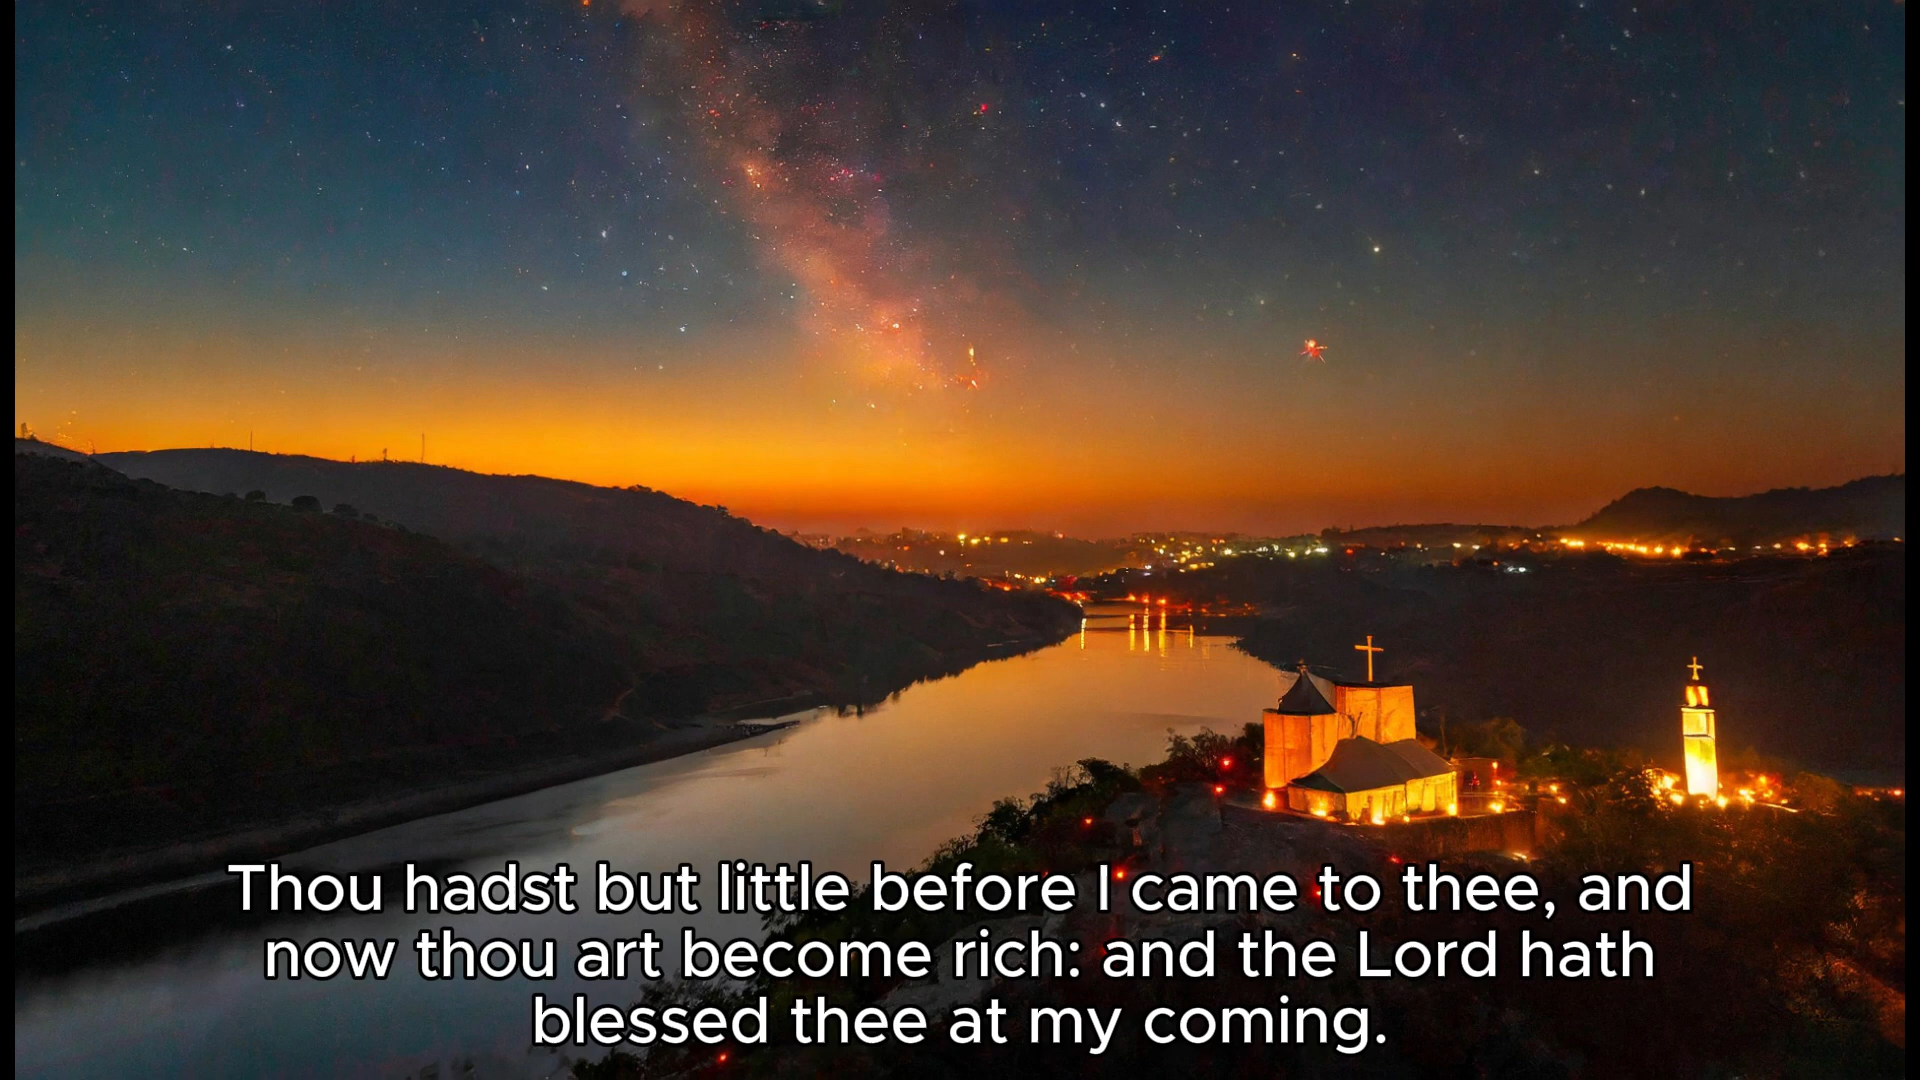 Thou hadst but little before I came to thee, and
now thou art become rich: and the Lord hath
blessed thee at my coming.